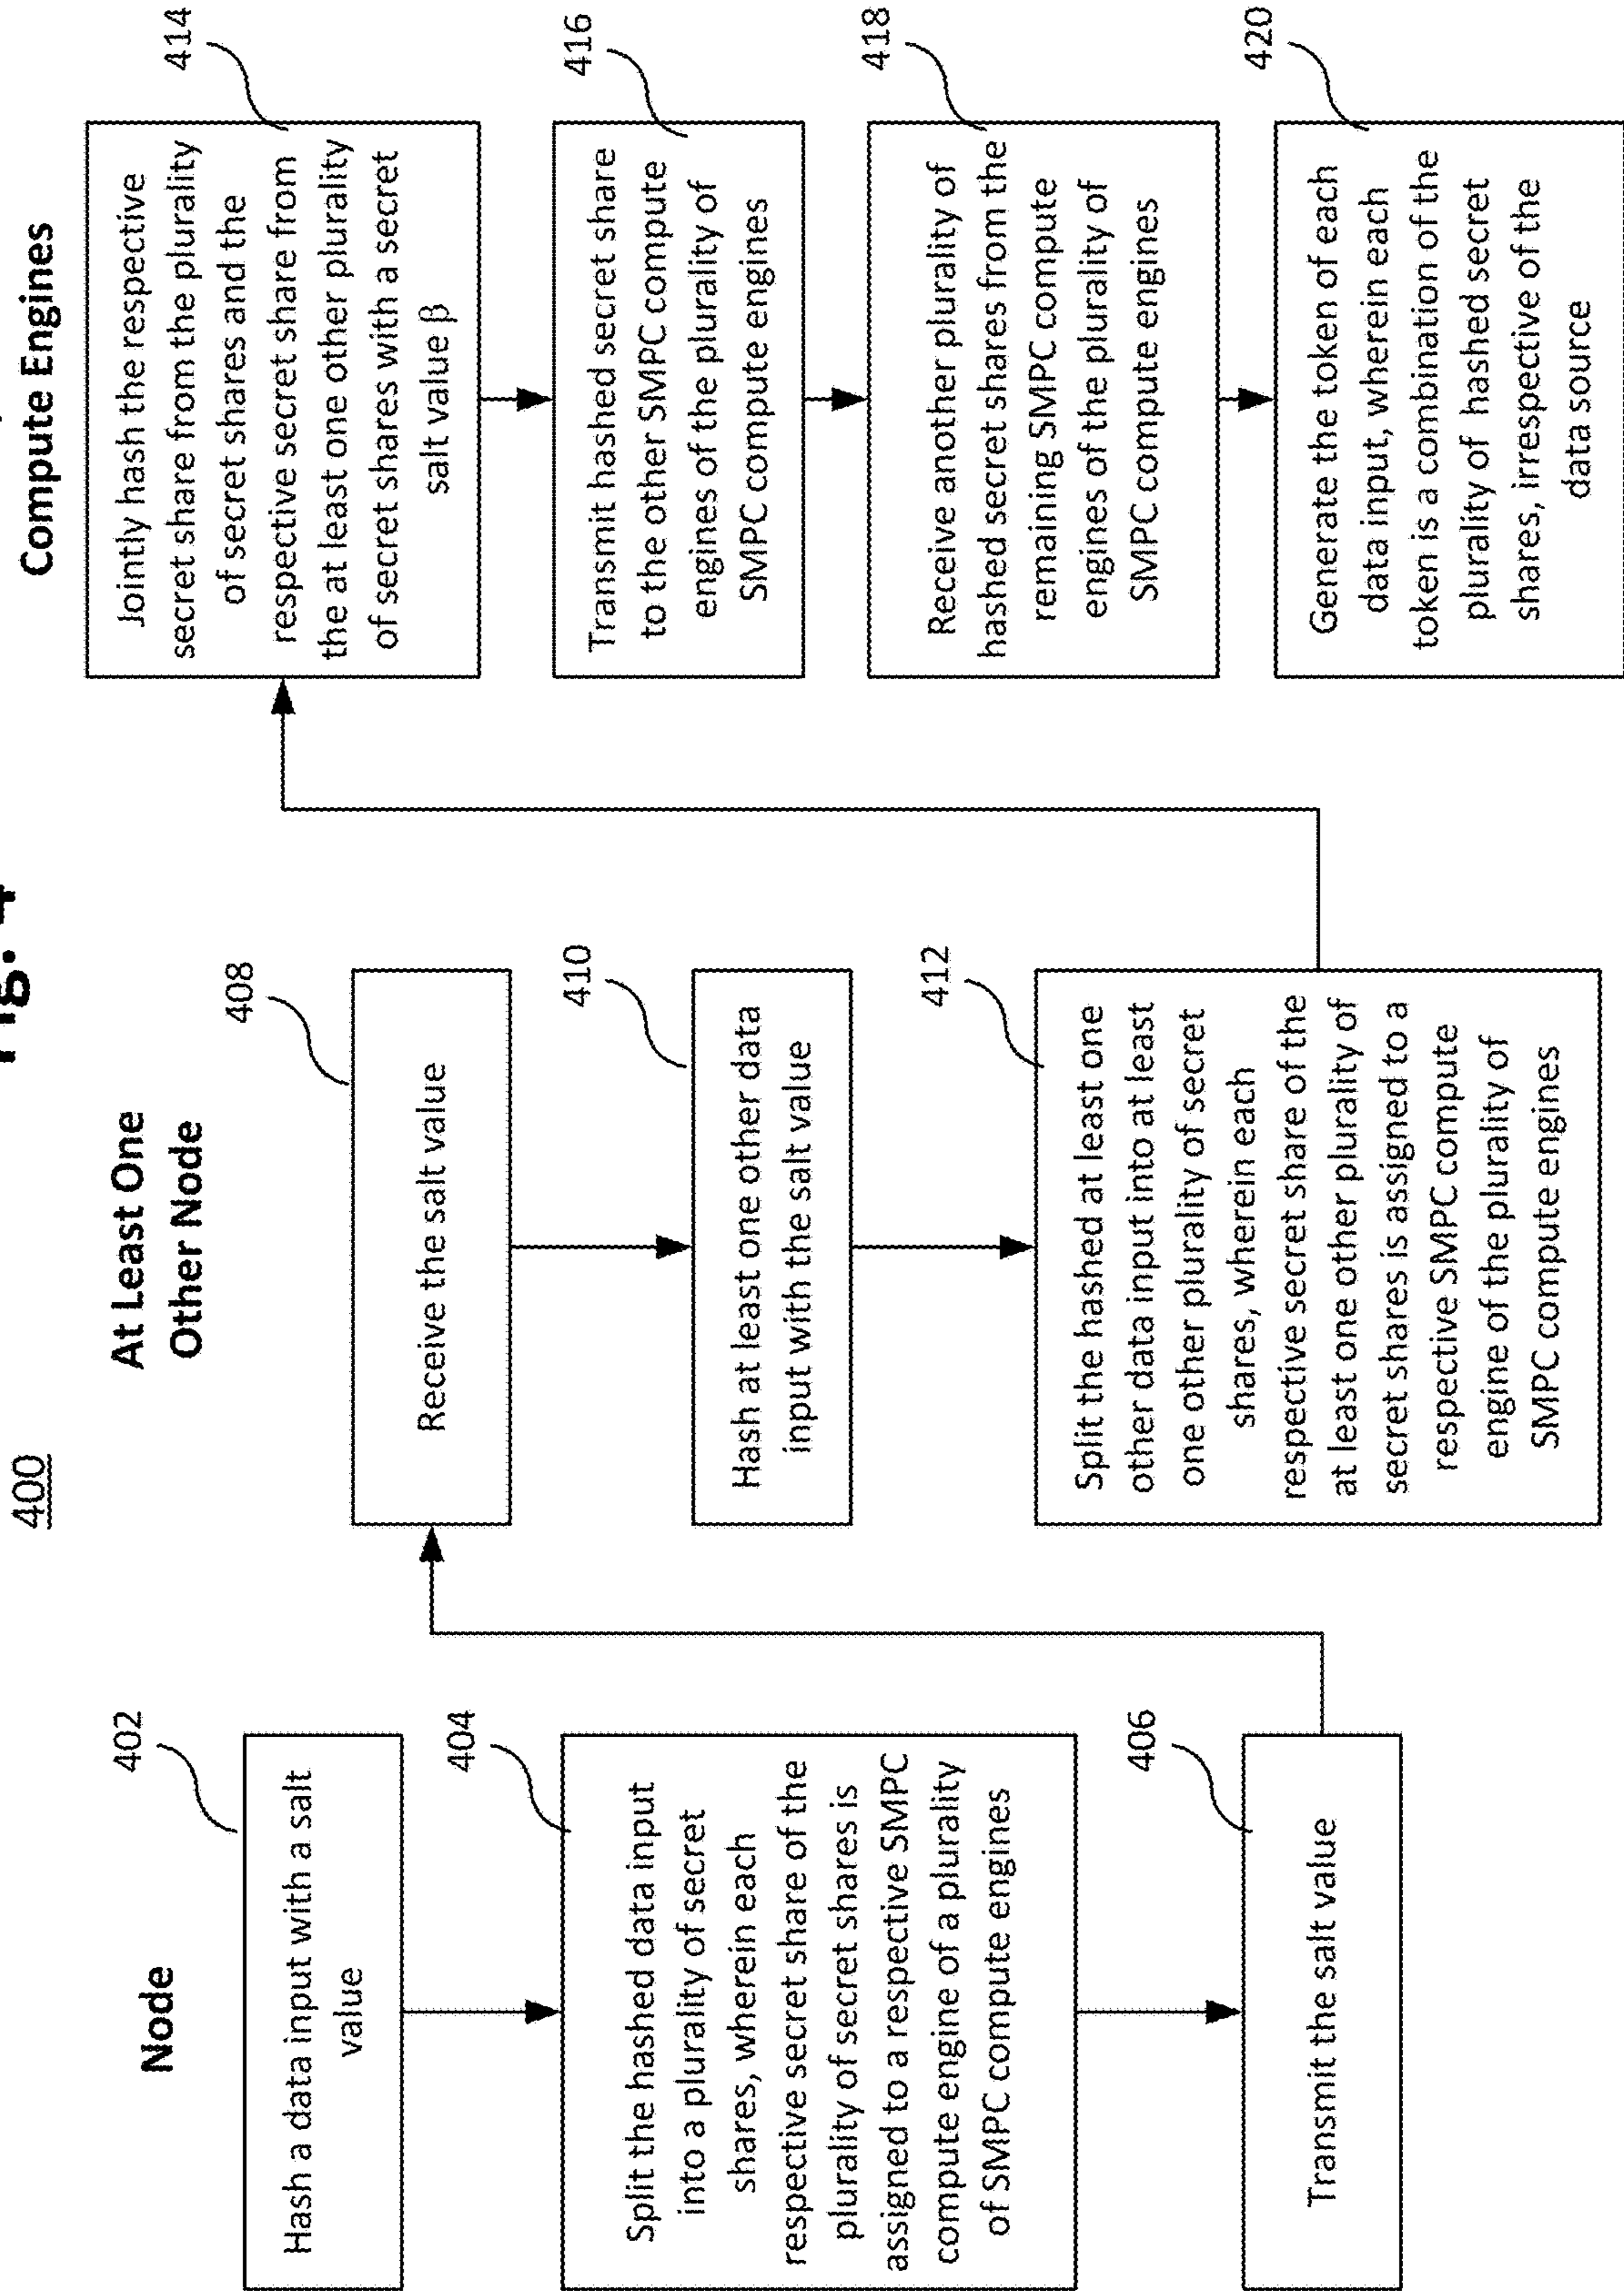 Fig. 4
400
Node
402
Hash a data input with a salt
value
404
Split the hashed data input
into a plurality of secret
shares, wherein each
respective secret share of the
plurality of secret shares is
assigned to a respective SMPC
compute engine of a plurality
of SMPC compute engines
406
Transmit the salt value
At Least One
Other Node
408
Receive the salt value
410
Hash at least one other data
input with the salt value
412
Split the hashed at least one
other data input into at least
one other plurality of secret
shares, wherein each
respective secret share of the
at least one other plurality of
secret shares is assigned to a
respective SMPC compute
engine of the plurality of
SMPC compute engines
Compute Engines
414
Jointly hash the respective
secret share from the plurality
of secret shares and the
respective secret share from
the at least one other plurality
of secret shares with a secret
salt value β
416
Transmit hashed secret share
to the other SMPC compute
engines of the plurality of
SMPC compute engines
418
Receive another plurality of
hashed secret shares from the
remaining SMPC compute
engines of the plurality of
SMPC compute engines
420
Generate the token of each
data input, wherein each
token is a combination of the
plurality of hashed secret
shares, irrespective of the
data source